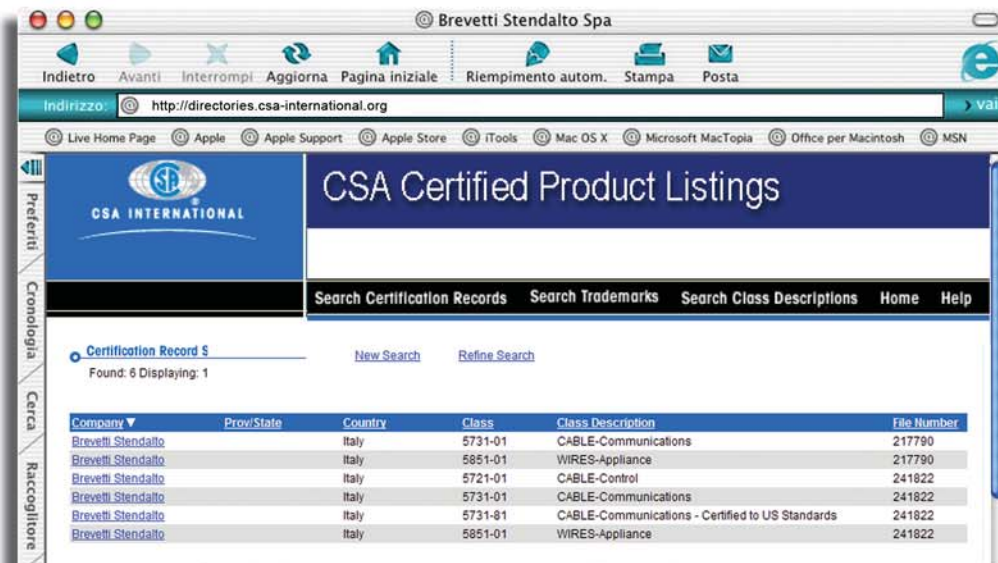 Brevetti Stendalto Spa
Indietro Avanti Interrompi Aggiorna Pagina iniziale Riempimento autom. Stampa Posta
Indirizzo: http://directories.csa-international.org vai
Live Home Page Apple Apple Support Apple Store iTools Mac OS X Microsoft MacTopia Office per Macintosh MSN
Preferiti
Cronologia
Cerca
Raccoglitore
CSA INTERNATIONAL
CSA Certified Product Listings
Search Certification Records Search Trademarks Search Class Descriptions Home Help
Certification Record S
New Search Refine Search
Found: 6 Displaying: 1
Company Prov/State Country Class Class Description File Number
Brevetti Stendalto Italy 5731-01 CABLE-Communications 217790
Brevetti Stendalto Italy 5851-01 WIRES-Appliance 217790
Brevetti Stendalto Italy 5721-01 CABLE-Control 241822
Brevetti Stendalto Italy 5731-01 CABLE-Communications 241822
Brevetti Stendalto Italy 5731-81 CABLE-Communications - Certified to US Standards 241822
Brevetti Stendalto Italy 5851-01 WIRES-Appliance 241822